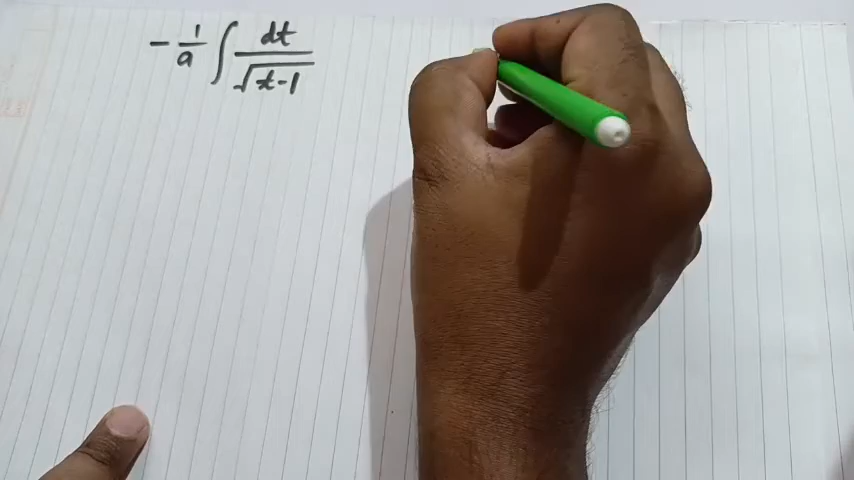 - 1/a ∫ dt/√(t-1)